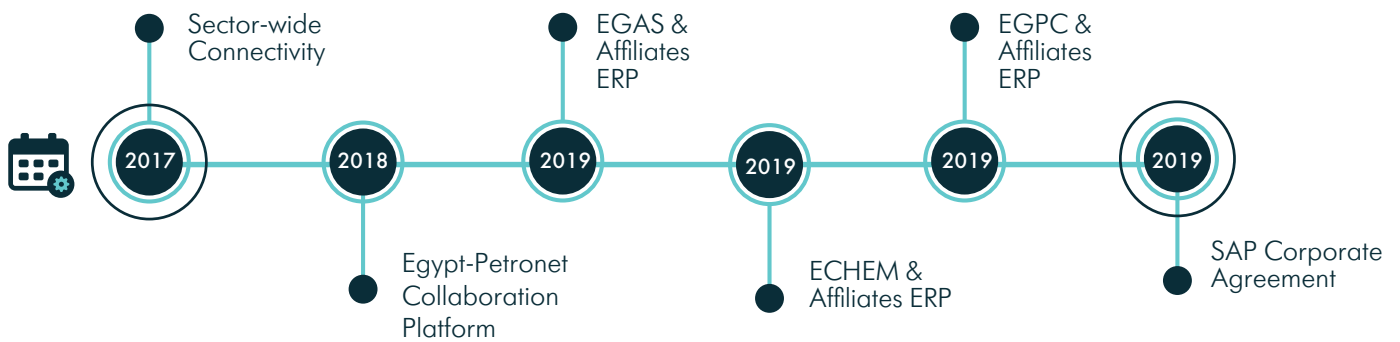 2017
Sector-wide
Connectivity
2018
Egypt-Petronet
Collaboration
Platform
2019
EGAS &
Affiliates
ERP
2019
ECHEM &
Affiliates ERP
2019
EGPC &
Affiliates
ERP
2019
SAP Corporate
Agreement